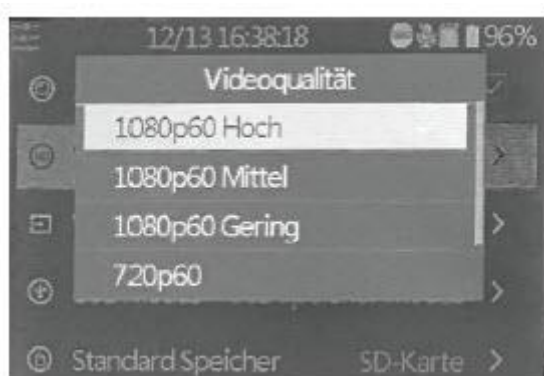 12/13 16:38:18 96%
Videoqualität
1080p60 Hoch
1080p60 Mittel
1080p60 Gering
720p60
Standard Speicher SD-Karte